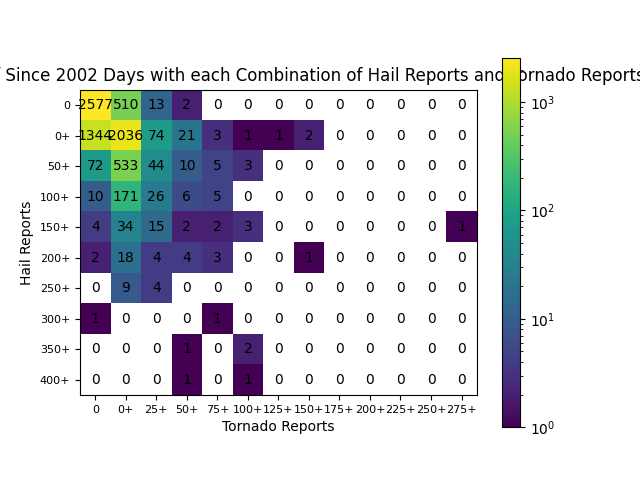 Since 2002 Days with each Combination of Hail Reports and Tornado Reports
0 2577 510 13 2 0 0 0 0 0 0 0 0 0
0+ 1344 2036 74 21 3 1 1 2 0 0 0 0 0
50+ 72 533 44 10 5 3 0 0 0 0 0 0 0
100+ 10 171 26 6 5 0 0 0 0 0 0 0 0
150+ 4 34 15 2 2 3 0 0 0 0 0 0 1
200+ 2 18 4 4 3 0 0 1 0 0 0 0 0
250+ 0 9 4 0 0 0 0 0 0 0 0 0 0
300+ 1 0 0 0 1 0 0 0 0 0 0 0 0
350+ 0 0 0 1 0 2 0 0 0 0 0 0 0
400+ 0 0 0 1 0 1 0 0 0 0 0 0 0
0 0+ 25+ 50+ 75+ 100+ 125+ 150+ 175+ 200+ 225+ 250+ 275+
Tornado Reports
Hail Reports
10³
10²
10¹
10⁰